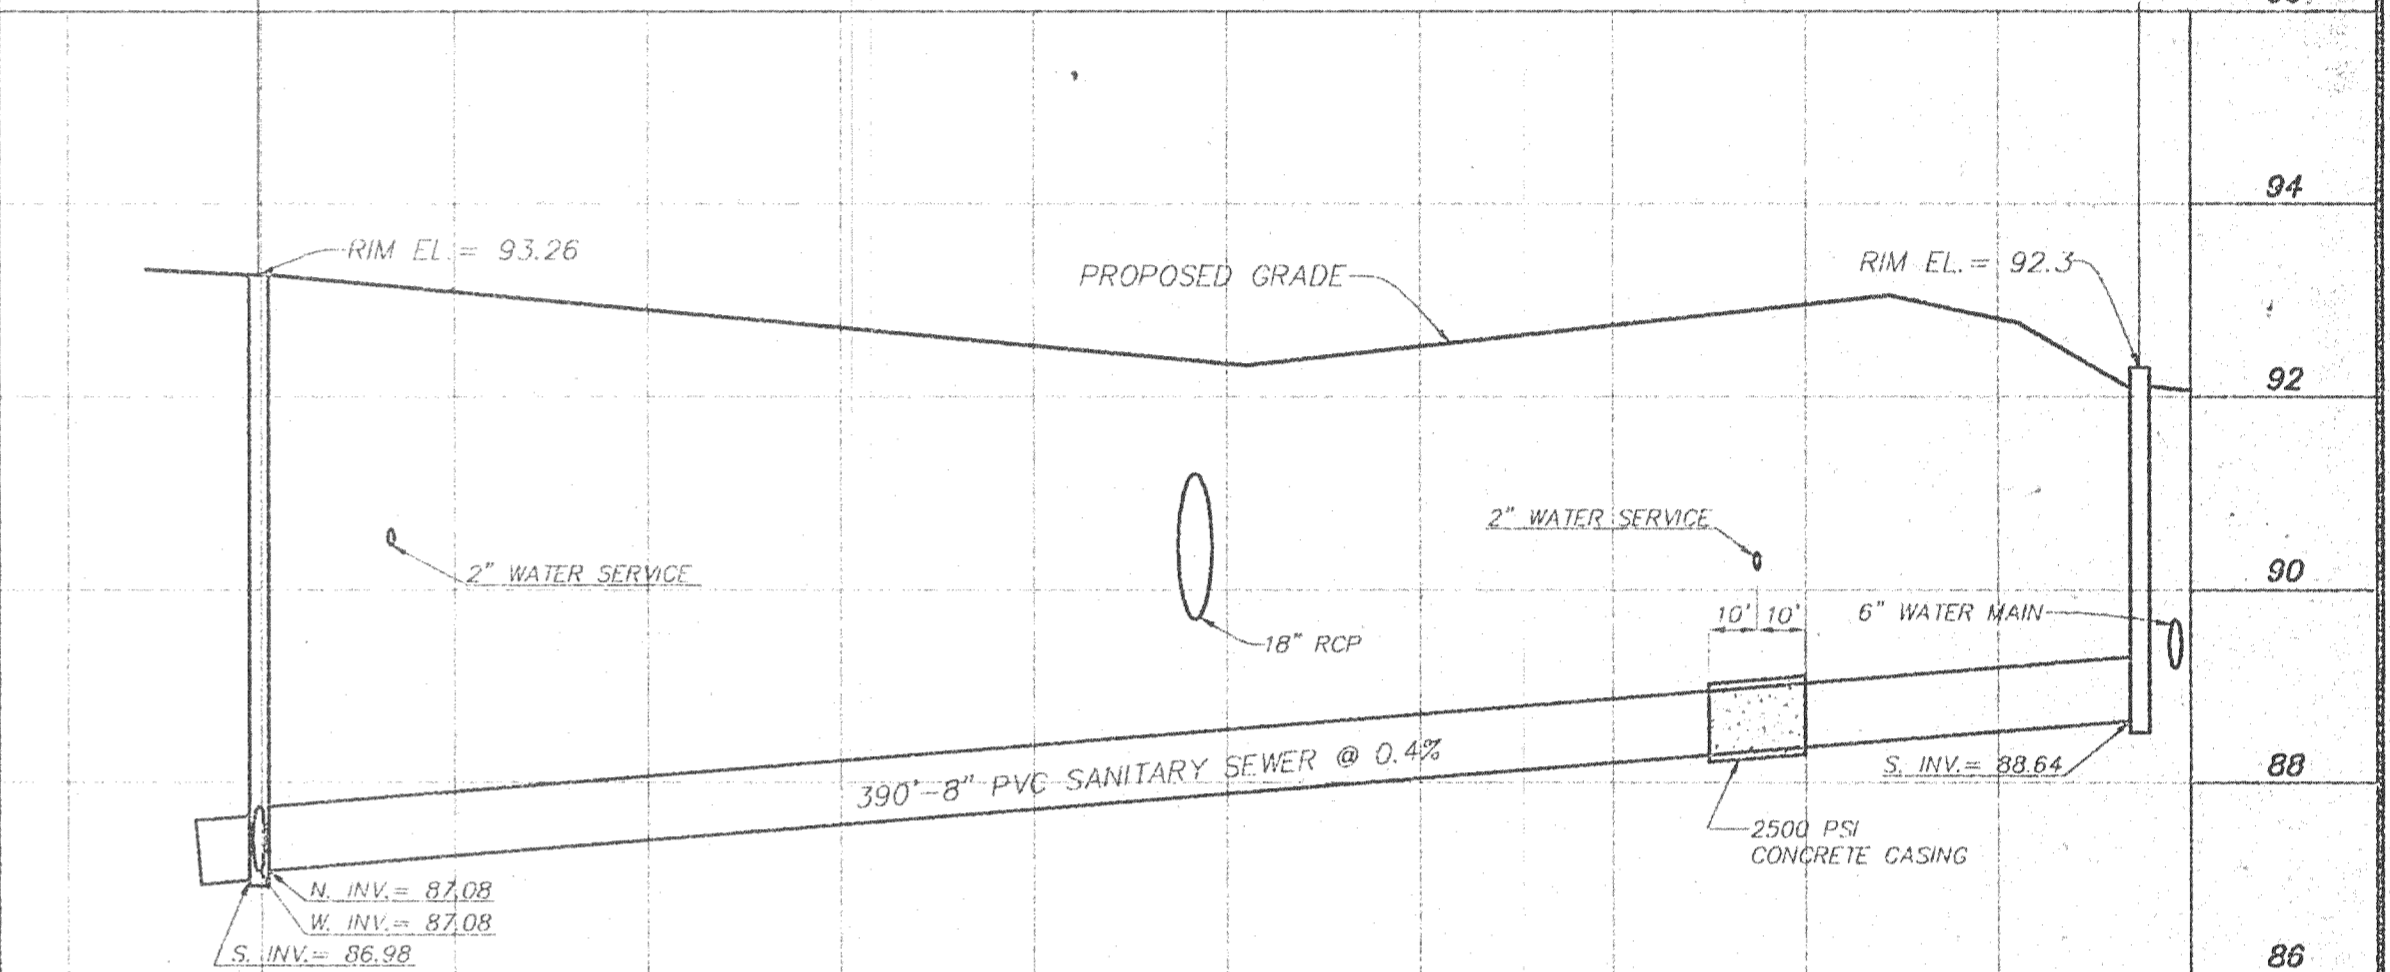 94
RIM EL.= 93.26
PROPOSED GRADE
RIM EL.= 92.3
92
2" WATER SERVICE
2" WATER SERVICE
90
10' 10'
6" WATER MAIN
18" RCP
390'-8" PVC SANITARY SEWER @ 0.4%
S. INV.= 88.64
88
2500 PSI
CONCRETE CASING
N. INV.= 87.08
W. INV.= 87.08
S. INV.= 86.98
86